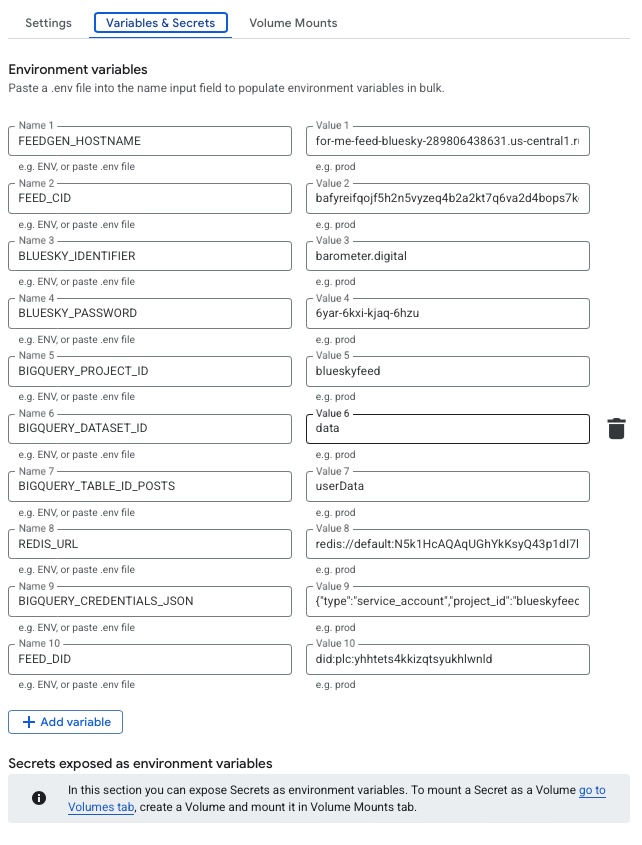 Settings Variables & Secrets Volume Mounts
Environment variables
Paste a .env file into the name input field to populate environment variables in bulk.
Name 1 Value 1
FEEDGEN_HOSTNAME for-me-feed-bluesky-289806438631.us-central1.r
e.g. ENV, or paste .env file e.g. prod
Name 2 Value 2
FEED_CID bafyreifqojf5h2n5vyzeq4b2a2kt7q6va2d4bops7k
e.g. ENV, or paste .env file e.g. prod
Name 3 Value 3
BLUESKY_IDENTIFIER barometer.digital
e.g. ENV, or paste .env file e.g. prod
Name 4 Value 4
BLUESKY_PASSWORD 6yar-6kxi-kjaq-6hzu
e.g. ENV, or paste .env file e.g. prod
Name 5 Value 5
BIGQUERY_PROJECT_ID blueskyfeed
e.g. ENV, or paste .env file e.g. prod
Name 6 Value 6
BIGQUERY_DATASET_ID data
e.g. ENV, or paste .env file e.g. prod
Name 7 Value 7
BIGQUERY_TABLE_ID_POSTS userData
e.g. ENV, or paste .env file e.g. prod
Name 8 Value 8
REDIS_URL
e.g. ENV, or paste .env file e.g. prod
Name 9 Value 9
BIGQUERY_CREDENTIALS_JSON {"type":"service_account","project_id":"blueskyfeed
e.g. ENV, or paste .env file e.g. prod
Name 10 Value 10
FEED_DID did:plc:yhhtets4kkizqtsyukhlwnld
e.g. ENV, or paste .env file e.g. prod
Add variable
Secrets exposed as environment variables
In this section you can expose Secrets as environment variables. To mount a Secret as a Volume go to
Volumes tab, create a Volume and mount it in Volume Mounts tab.